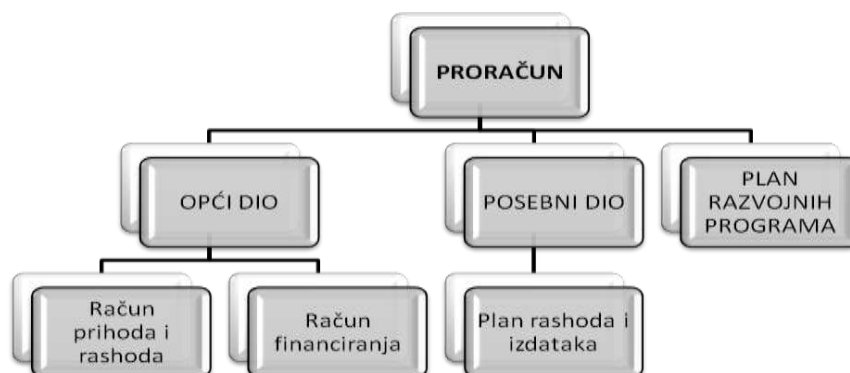 PRORAČUN
OPĆI DIO
POSEBNI DIO
PLAN
RAZVOJNIH
PROGRAMA
Račun
prihoda i
rashoda
Račun
financiranja
Plan rashoda i
izdataka